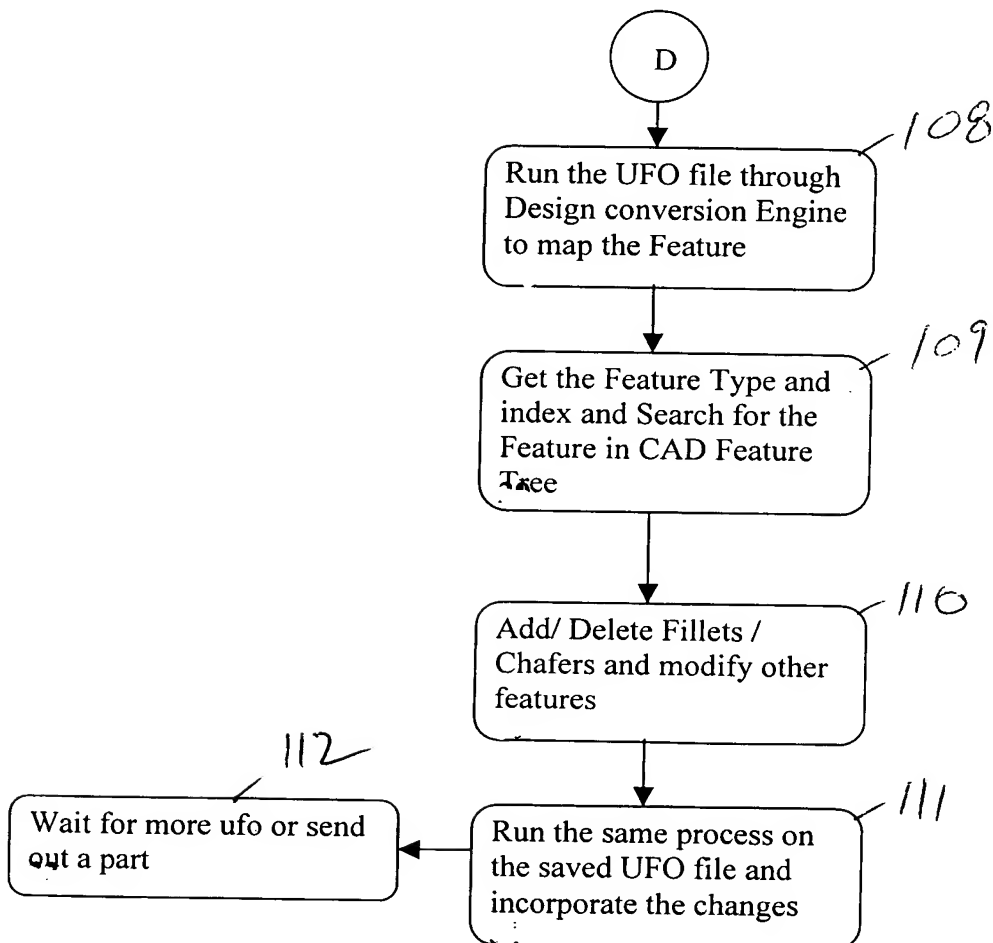 D
108
Run the UFO file through
Design conversion Engine
to map the Feature
109
Get the Feature Type and
index and Search for the
Feature in CAD Feature
Tree
110
Add/ Delete Fillets /
Chafers and modify other
features
112
Wait for more ufo or send
out a part
111
Run the same process on
the saved UFO file and
incorporate the changes